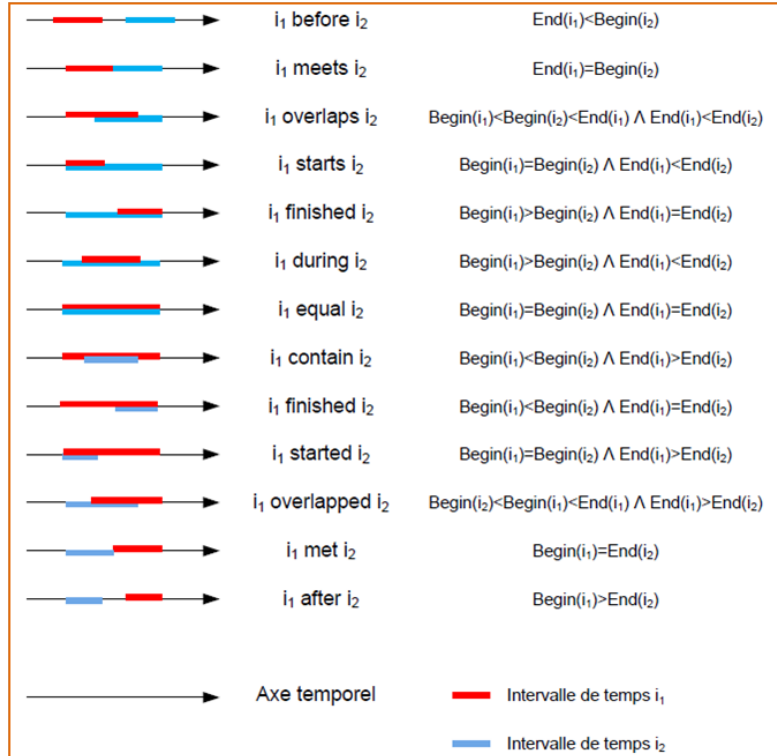 i₁ before i₂ End(i₁)<Begin(i₂)
i₁ meets i₂ End(i₁)=Begin(i₂)
i₁ overlaps i₂ Begin(i₁)<Begin(i₂)<End(i₁) Λ End(i₁)<End(i₂)
i₁ starts i₂ Begin(i₁)=Begin(i₂) Λ End(i₁)<End(i₂)
i₁ finished i₂ Begin(i₁)>Begin(i₂) Λ End(i₁)=End(i₂)
i₁ during i₂ Begin(i₁)>Begin(i₂) Λ End(i₁)<End(i₂)
i₁ equal i₂ Begin(i₁)=Begin(i₂) Λ End(i₁)=End(i₂)
i₁ contain i₂ Begin(i₁)<Begin(i₂) Λ End(i₁)>End(i₂)
i₁ finished i₂ Begin(i₁)<Begin(i₂) Λ End(i₁)=End(i₂)
i₁ started i₂ Begin(i₁)=Begin(i₂) Λ End(i₁)>End(i₂)
i₁ overlapped i₂ Begin(i₂)<Begin(i₁)<End(i₁) Λ End(i₁)>End(i₂)
i₁ met i₂ Begin(i₁)=End(i₂)
i₁ after i₂ Begin(i₁)>End(i₂)
Axe temporel Intervalle de temps i₁
Intervalle de temps i₂